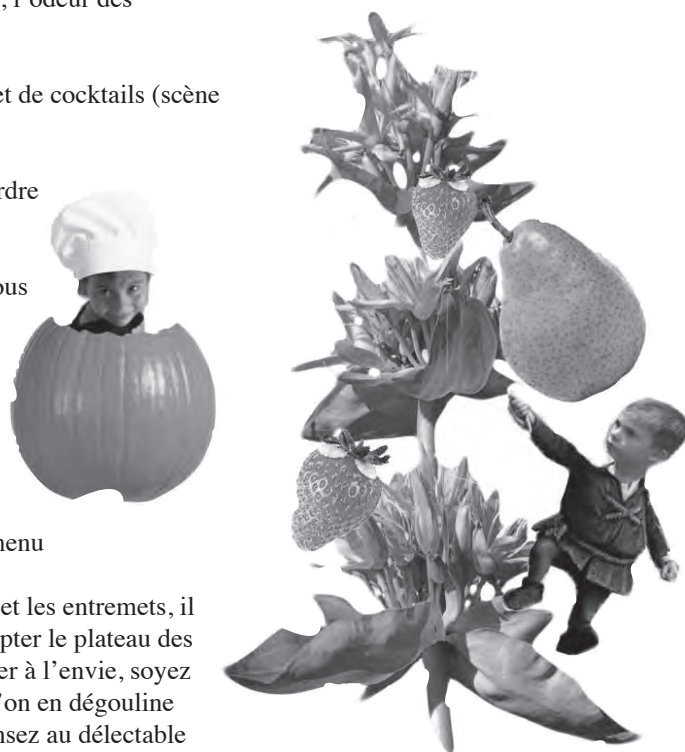 , l’odeur des
et de cocktails (scène
rdre
ous
menu
et les entremets, il
pter le plateau des
er à l’envie, soyez
’on en dégouline
nsez au délectable